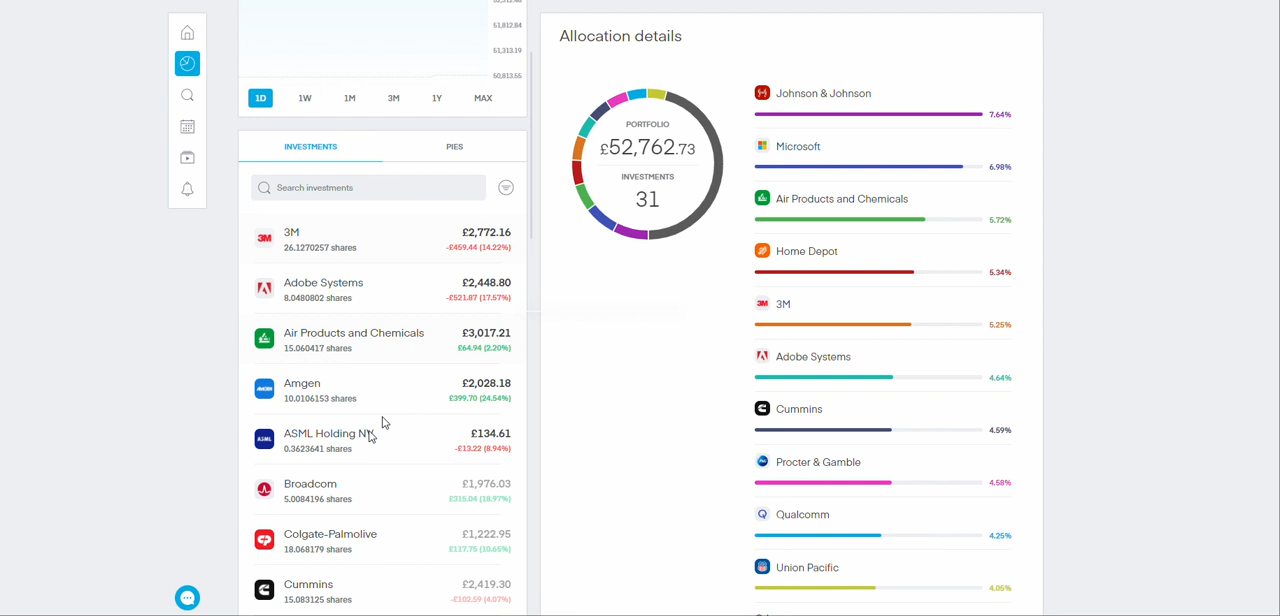 51,812.84
51,313.19
50,813.55
1D 1W 1M 3M 1Y MAX
INVESTMENTS PIES
Search investments
3M £2,772.16
26.1270257 shares -£459.44 (14.22%)
Adobe Systems £2,448.80
8.0480802 shares -£521.87 (17.57%)
Air Products and Chemicals £3,017.21
15.060417 shares £64.94 (2.20%)
Amgen £2,028.18
10.0106153 shares £399.70 (24.54%)
ASML Holding NY £134.61
0.3623641 shares -£13.22 (8.94%)
Broadcom £1,976.03
5.0084196 shares £315.04 (18.97%)
Colgate-Palmolive £1,222.95
18.068179 shares £117.75 (10.65%)
Cummins £2,419.30
15.083125 shares -£102.59 (4.07%)
Allocation details
PORTFOLIO
£52,762.73
INVESTMENTS
31
Johnson & Johnson
7.64%
Microsoft
6.98%
Air Products and Chemicals
5.72%
Home Depot
5.34%
3M
5.25%
Adobe Systems
4.64%
Cummins
4.59%
Procter & Gamble
4.58%
Qualcomm
4.25%
Union Pacific
4.05%